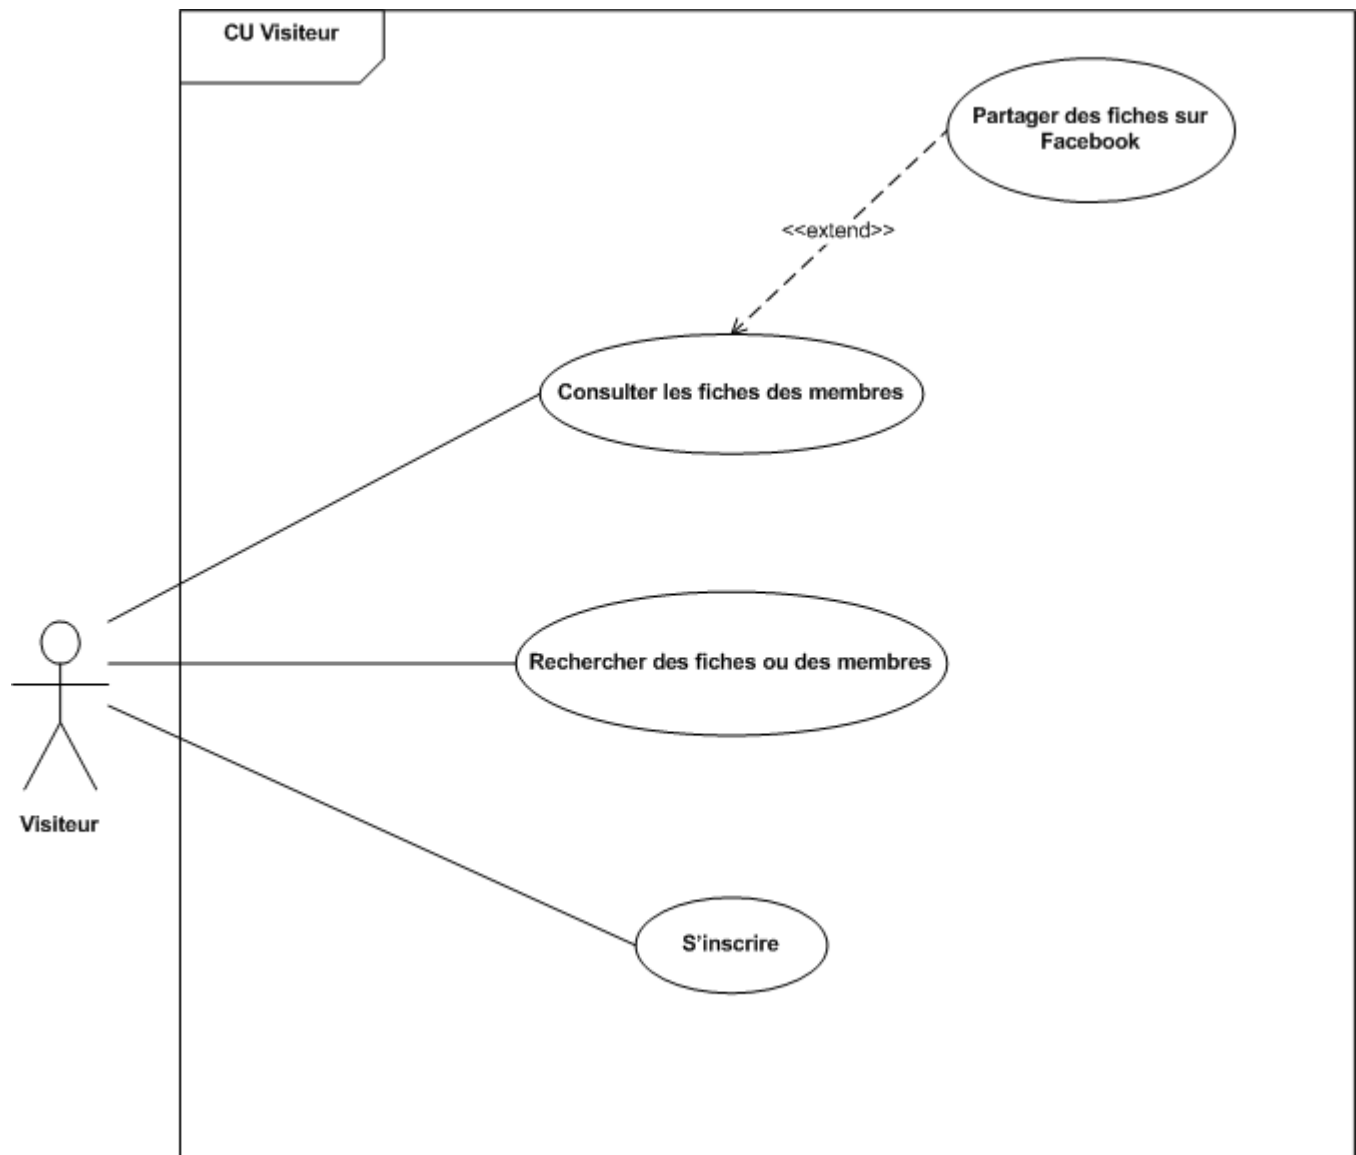 CU Visiteur
Partager des fiches sur
Facebook
<<extend>>
Consulter les fiches des membres
Rechercher des fiches ou des membres
Visiteur
S’inscrire